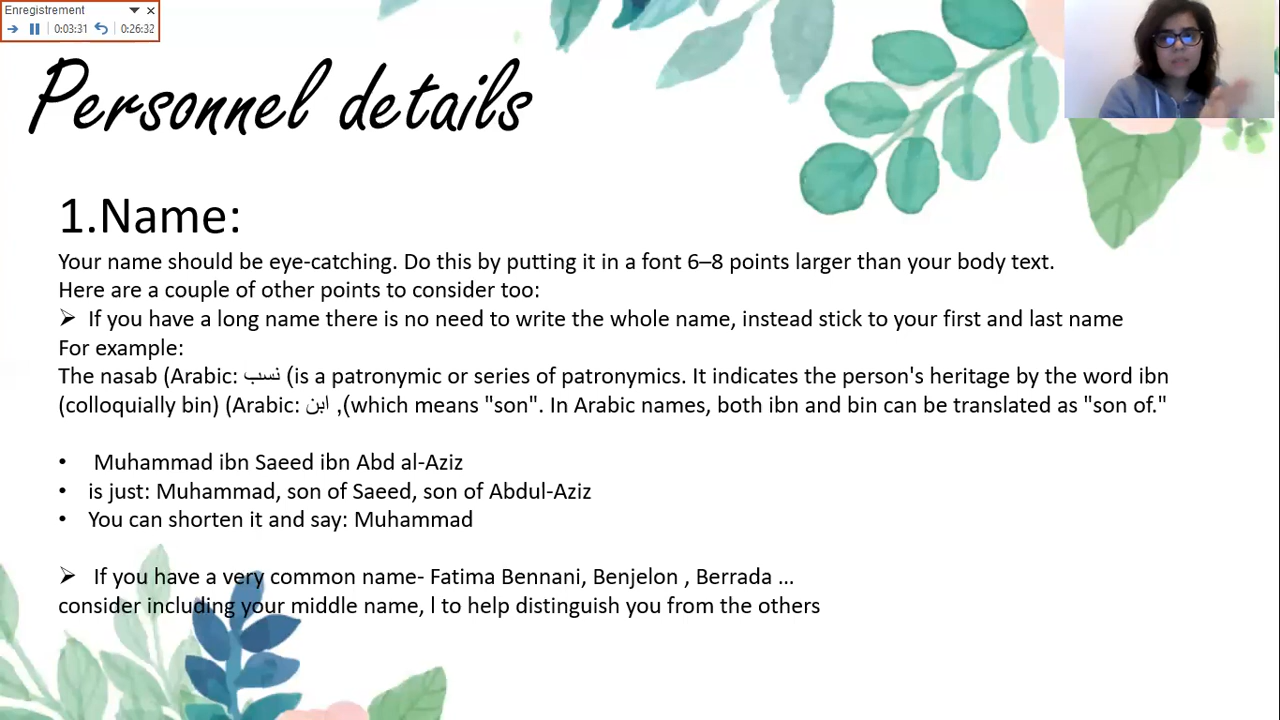 Enregistrement
0:03:31 0:26:32
Personnel details
1.Name:
Your name should be eye-catching. Do this by putting it in a font 6–8 points larger than your body text.
Here are a couple of other points to consider too:
➢ If you have a long name there is no need to write the whole name, instead stick to your first and last name
For example:
The nasab (Arabic: نسب (is a patronymic or series of patronymics. It indicates the person's heritage by the word ibn
(colloquially bin) (Arabic: ابن ,(which means "son". In Arabic names, both ibn and bin can be translated as "son of."
• Muhammad ibn Saeed ibn Abd al-Aziz
• is just: Muhammad, son of Saeed, son of Abdul-Aziz
• You can shorten it and say: Muhammad
➢ If you have a very common name- Fatima Bennani, Benjelon , Berrada ...
consider including your middle name, l to help distinguish you from the others